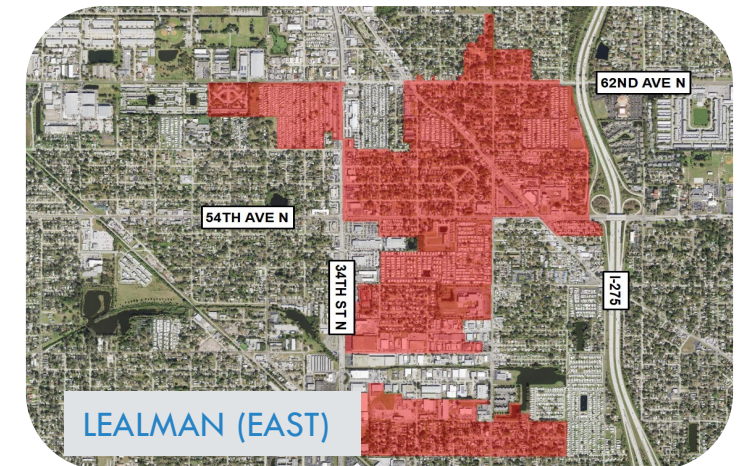 62ND AVE N
54TH AVE N
34TH ST N
I-275
LEALMAN (EAST)